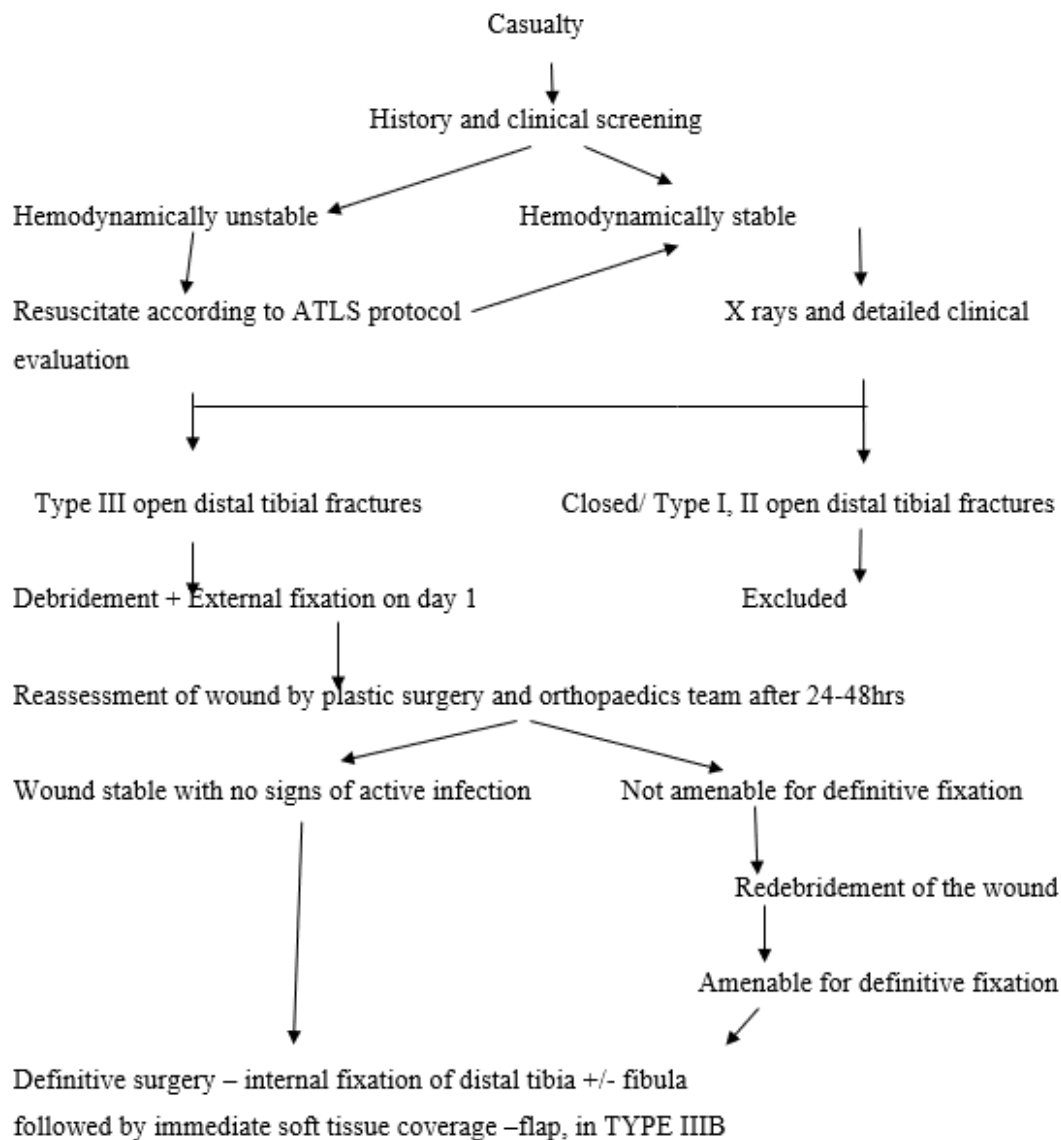 Casualty
History and clinical screening
Hemodynamically unstable
Hemodynamically stable
Resuscitate according to ATLS protocol
X rays and detailed clinical
evaluation
Type III open distal tibial fractures
Closed/ Type I, II open distal tibial fractures
Debridement + External fixation on day 1
Excluded
Reassessment of wound by plastic surgery and orthopaedics team after 24-48hrs
Wound stable with no signs of active infection
Not amenable for definitive fixation
Redebridement of the wound
Amenable for definitive fixation
Definitive surgery – internal fixation of distal tibia +/- fibula
followed by immediate soft tissue coverage –flap, in TYPE IIIB